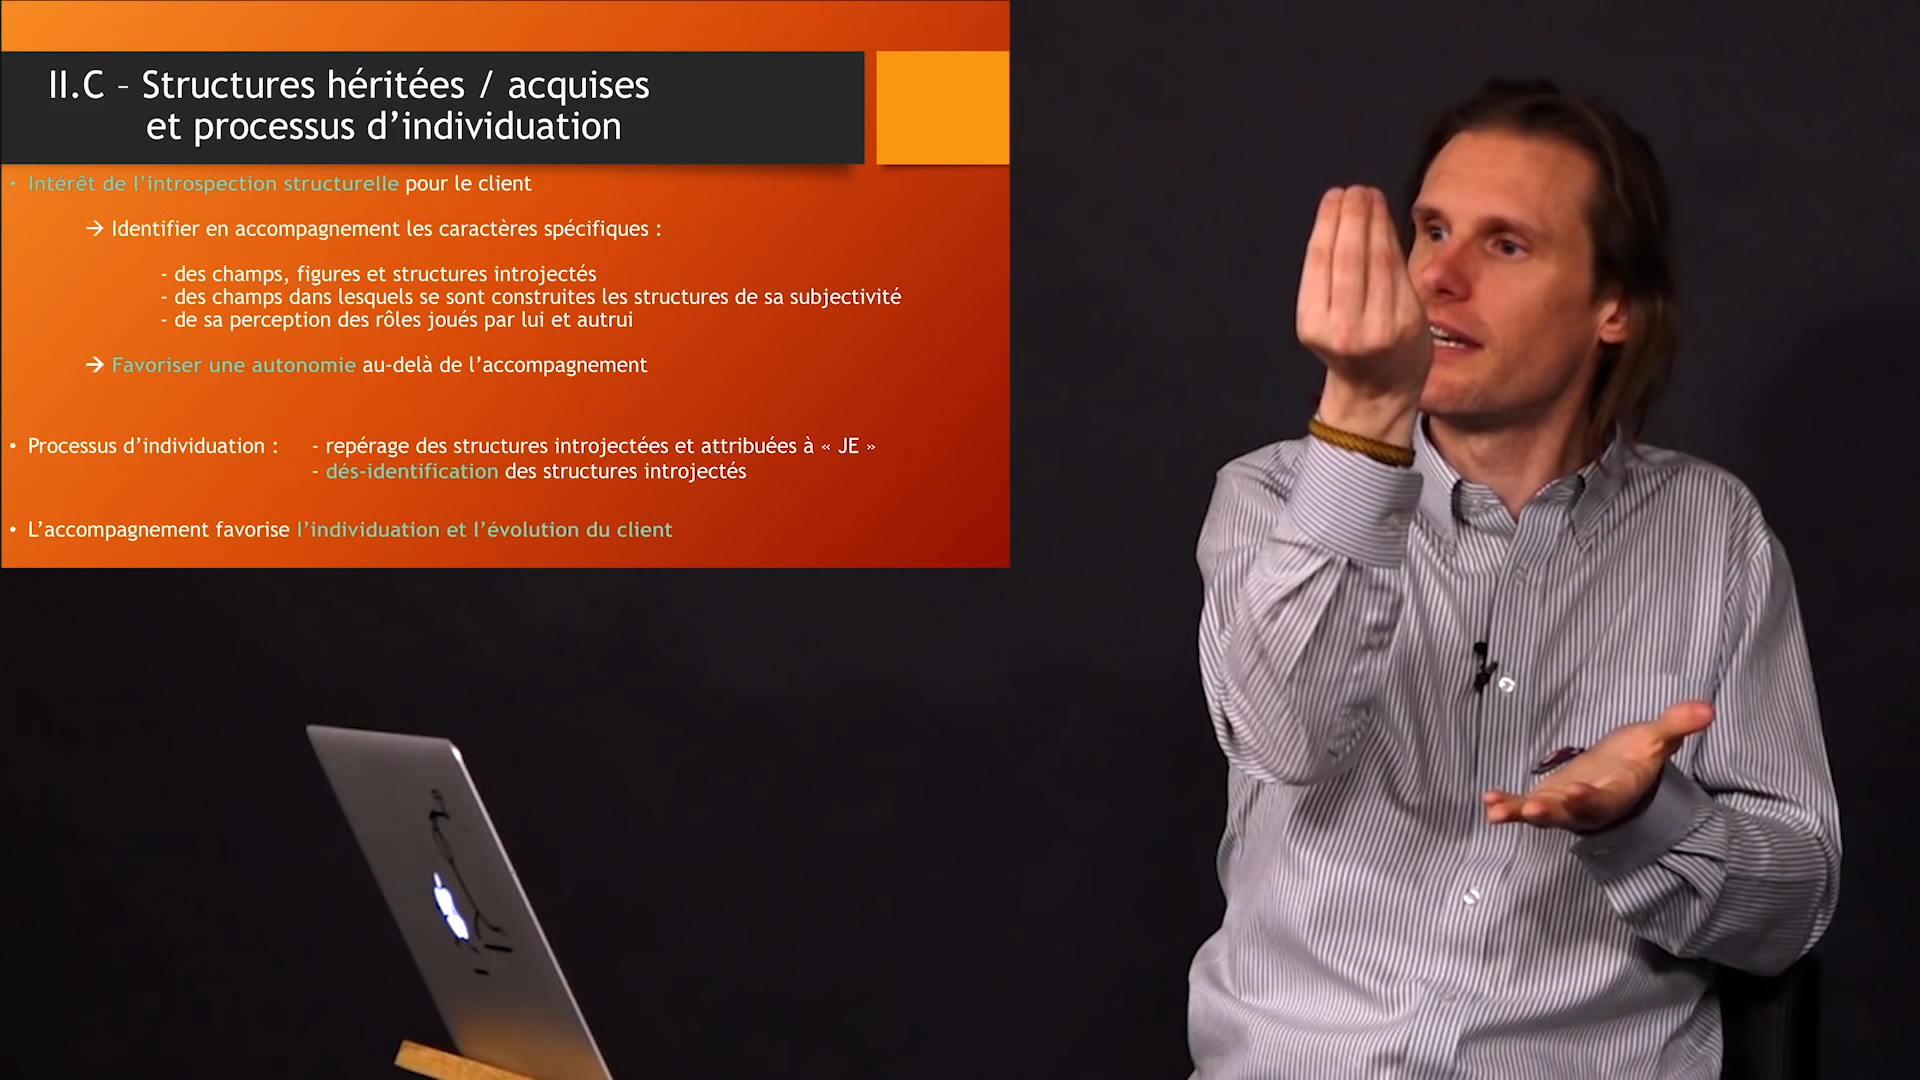 II.C – Structures héritées / acquises
et processus d’individuation
• Intérêt de l’introspection structurelle pour le client
→ Identifier en accompagnement les caractères spécifiques :
- des champs, figures et structures introjectés
- des champs dans lesquels se sont construites les structures de sa subjectivité
- de sa perception des rôles joués par lui et autrui
→ Favoriser une autonomie au-delà de l’accompagnement
• Processus d’individuation : - repérage des structures introjectées et attribuées à « JE »
- dés-identification des structures introjectés
• L’accompagnement favorise l’individuation et l’évolution du client